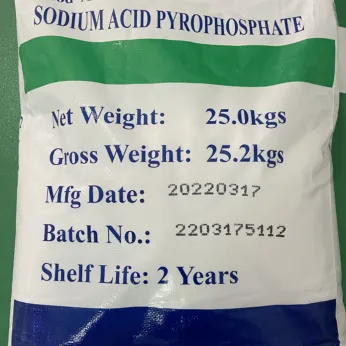 SODIUM ACID PYROPHOSPHATE
Net Weight: 25.0kgs
Gross Weight: 25.2kgs
Mfg Date: 20220317
Batch No.: 2203175112
Shelf Life: 2 Years